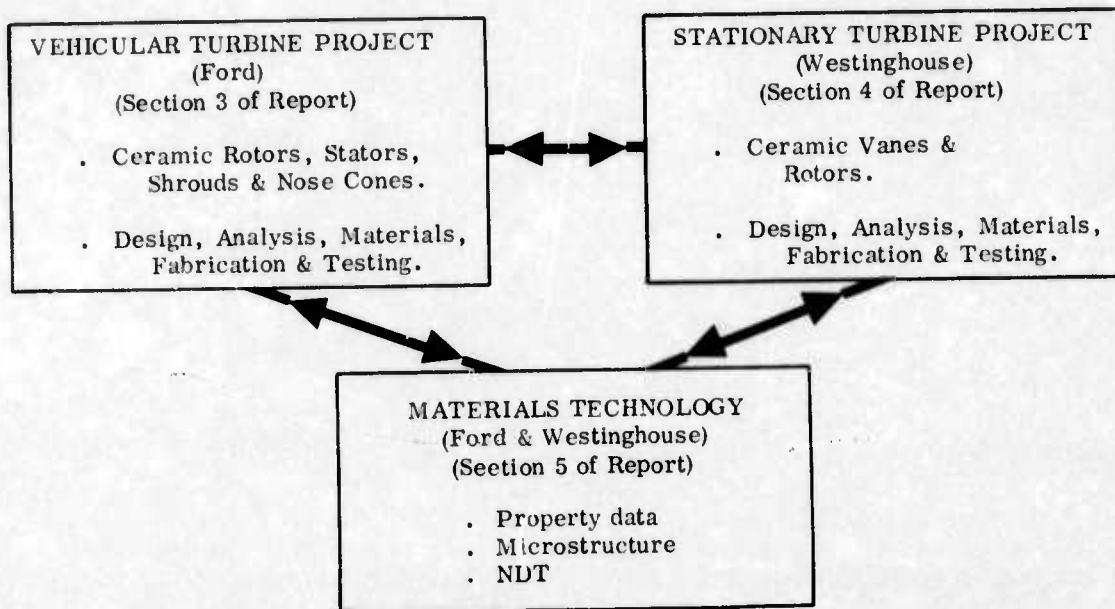 VEHICULAR TURBINE PROJECT
(Ford)
(Section 3 of Report)
. Ceramic Rotors, Stators,
Shrouds & Nose Cones.
. Design, Analysis, Materials,
Fabrication & Testing.
STATIONARY TURBINE PROJECT
(Westinghouse)
(Section 4 of Report)
. Ceramic Vanes &
Rotors.
. Design, Analysis, Materials,
Fabrication & Testing.
MATERIALS TECHNOLOGY
(Ford & Westinghouse)
(Section 5 of Report)
. Property data
. Microstructure
. NDT